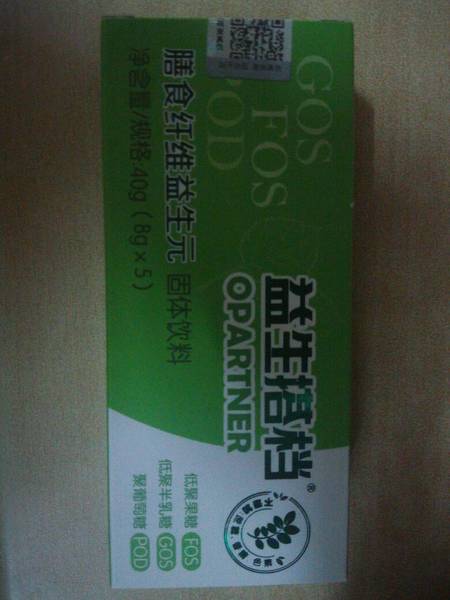 GOS
FOS
POD
益生搭档®
OPARTNER
膳食纤维益生元 固体饮料
净含量/规格:40g（8g×5）
低聚果糖 FOS
低聚半乳糖 GOS
聚葡萄糖 POD